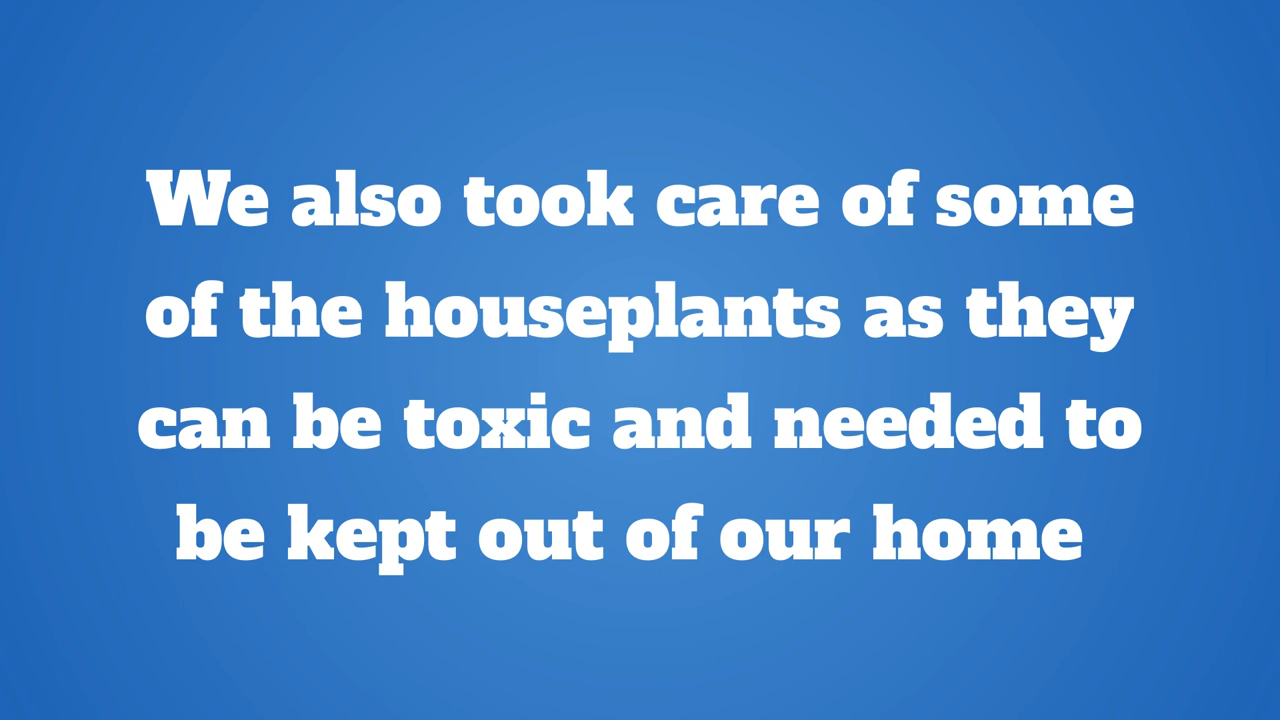 We also took care of some
of the houseplants as they
can be toxic and needed to
be kept out of our home